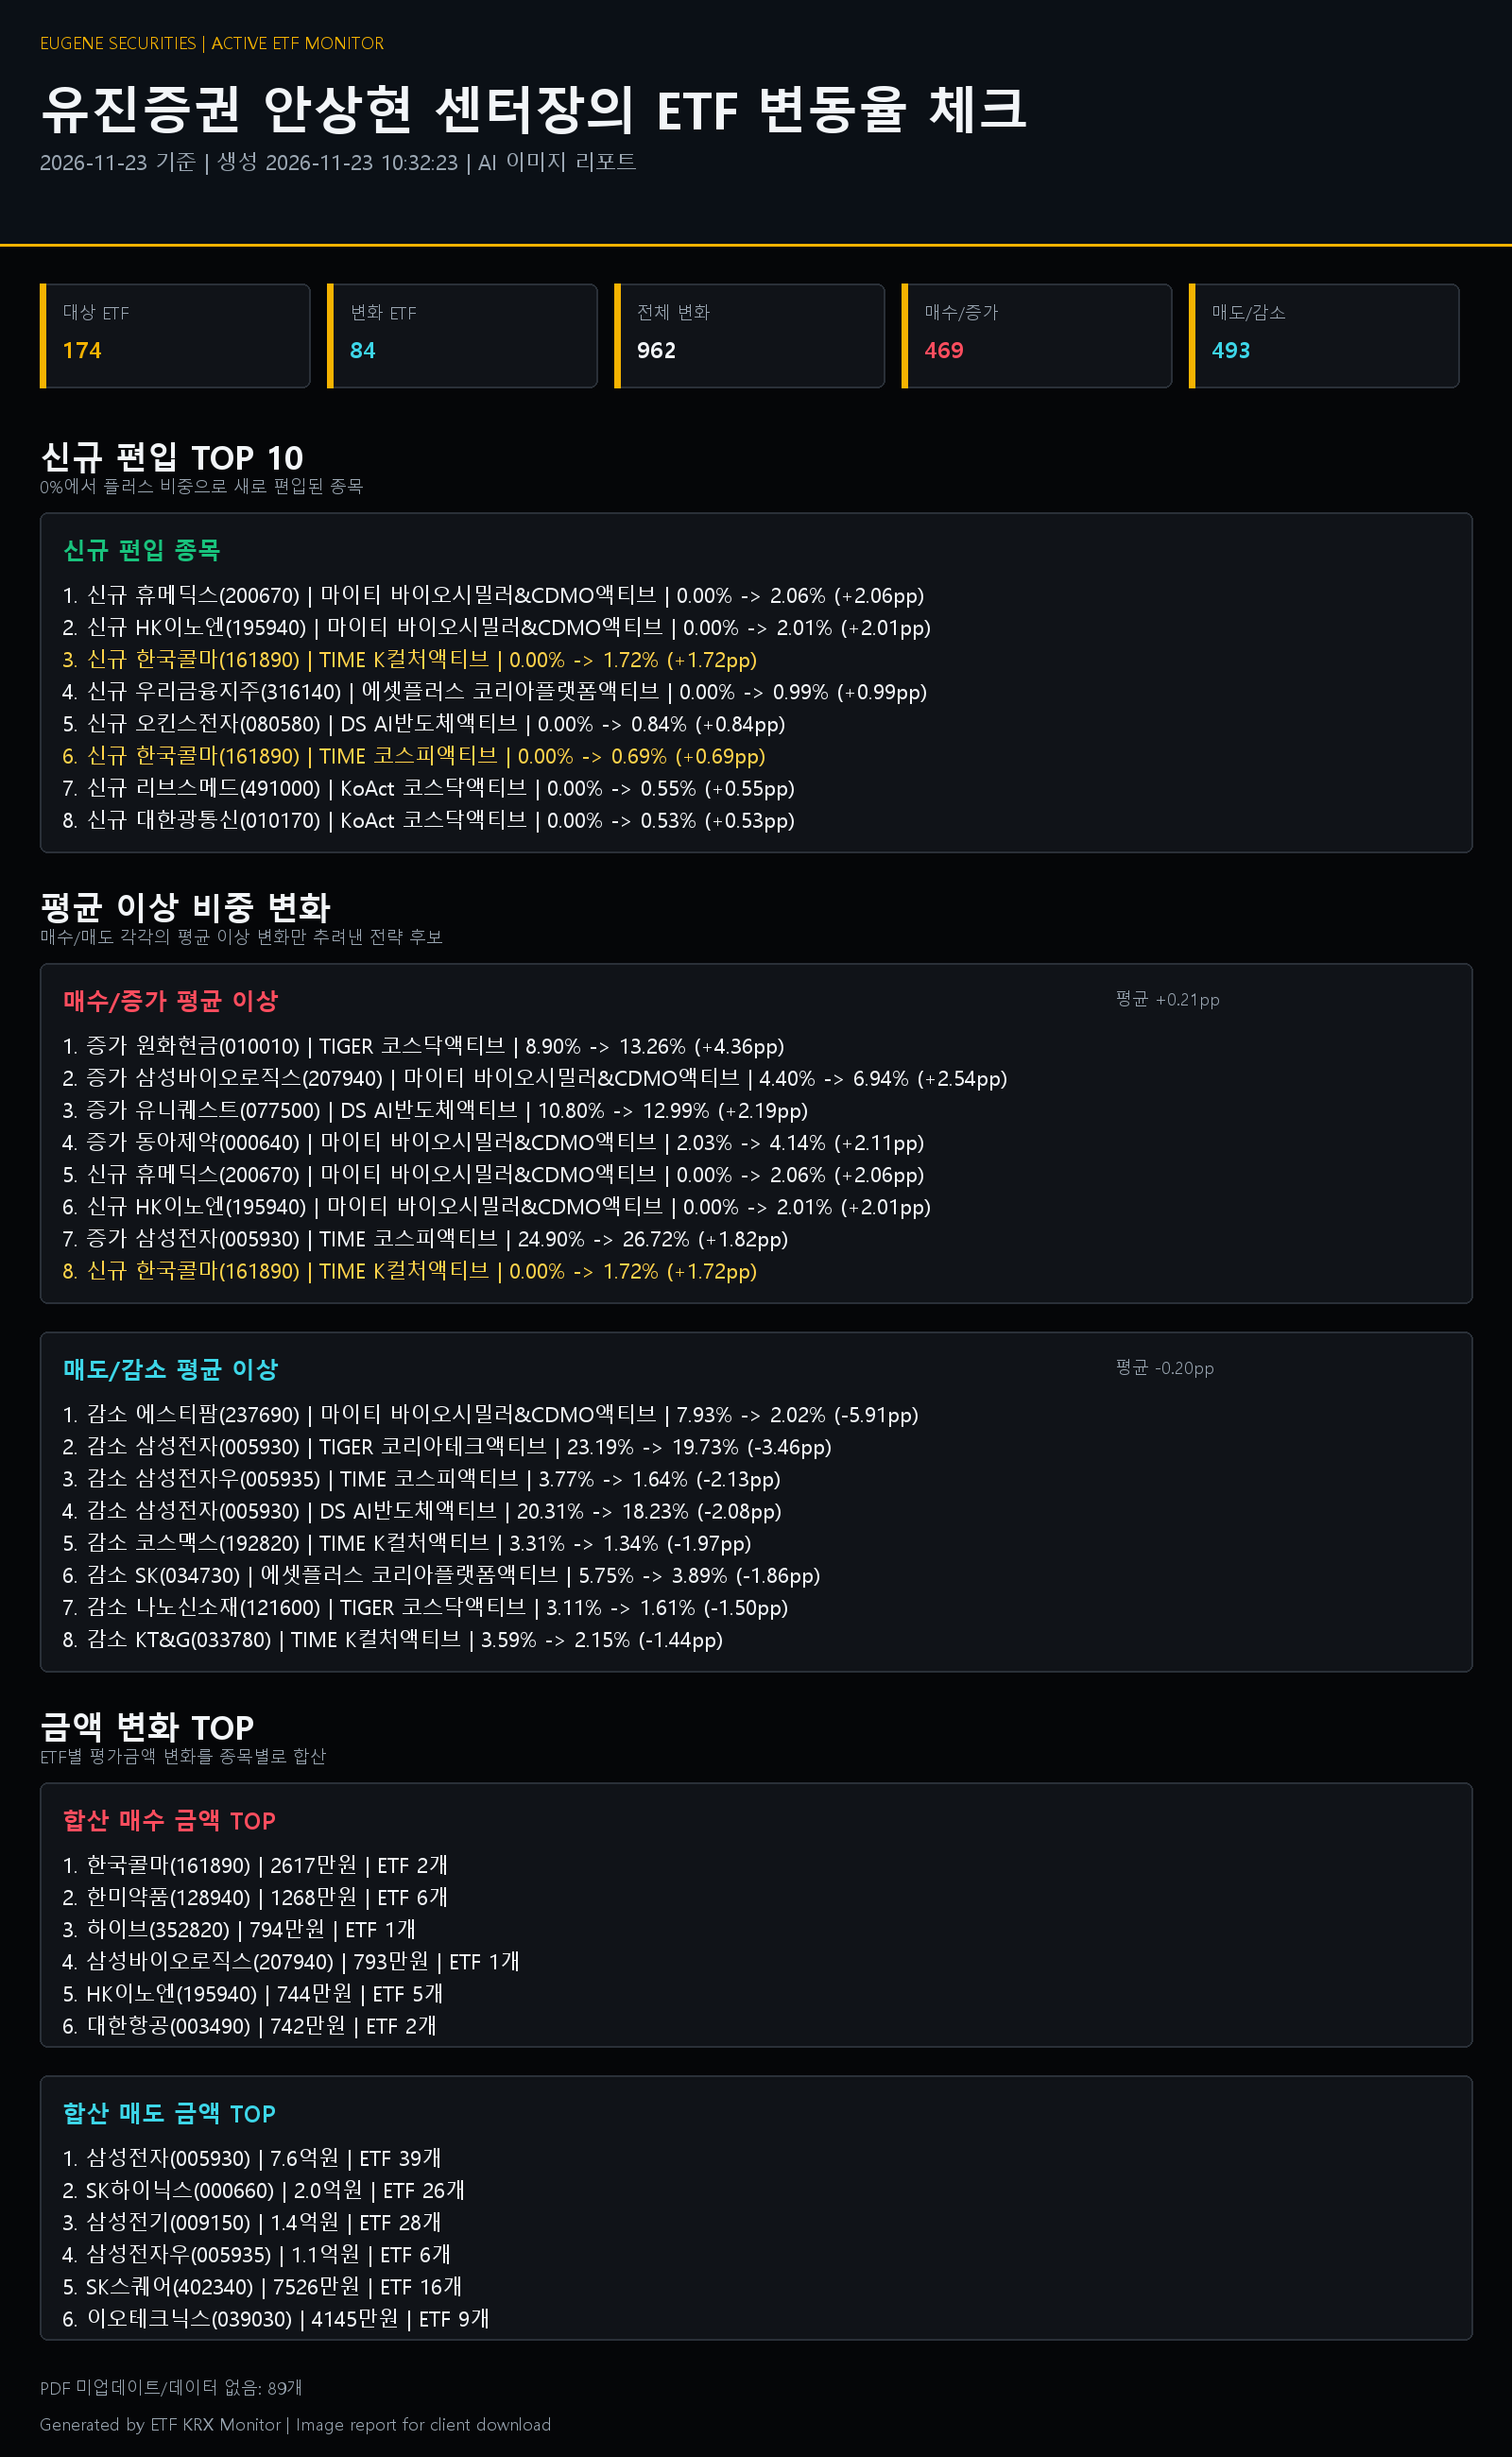 EUGENE SECURITIES | ACTIVE ETF MONITOR
유진증권 안상현 센터장의 ETF 변동율 체크
2026-11-23 기준 | 생성 2026-11-23 10:32:23 | AI 이미지 리포트
대상 ETF
174
변화 ETF
84
전체 변화
962
매수/증가
469
매도/감소
493
신규 편입 TOP 10
0%에서 플러스 비중으로 새로 편입된 종목
신규 편입 종목
1. 신규 휴메딕스(200670) | 마이티 바이오시밀러&CDMO액티브 | 0.00% -> 2.06% (+2.06pp)
2. 신규 HK이노엔(195940) | 마이티 바이오시밀러&CDMO액티브 | 0.00% -> 2.01% (+2.01pp)
3. 신규 한국콜마(161890) | TIME K컬처액티브 | 0.00% -> 1.72% (+1.72pp)
4. 신규 우리금융지주(316140) | 에셋플러스 코리아플랫폼액티브 | 0.00% -> 0.99% (+0.99pp)
5. 신규 오킨스전자(080580) | DS AI반도체액티브 | 0.00% -> 0.84% (+0.84pp)
6. 신규 한국콜마(161890) | TIME 코스피액티브 | 0.00% -> 0.69% (+0.69pp)
7. 신규 리브스메드(491000) | KoAct 코스닥액티브 | 0.00% -> 0.55% (+0.55pp)
8. 신규 대한광통신(010170) | KoAct 코스닥액티브 | 0.00% -> 0.53% (+0.53pp)
평균 이상 비중 변화
매수/매도 각각의 평균 이상 변화만 추려낸 전략 후보
매수/증가 평균 이상
평균 +0.21pp
1. 증가 원화현금(010010) | TIGER 코스닥액티브 | 8.90% -> 13.26% (+4.36pp)
2. 증가 삼성바이오로직스(207940) | 마이티 바이오시밀러&CDMO액티브 | 4.40% -> 6.94% (+2.54pp)
3. 증가 유니퀘스트(077500) | DS AI반도체액티브 | 10.80% -> 12.99% (+2.19pp)
4. 증가 동아제약(000640) | 마이티 바이오시밀러&CDMO액티브 | 2.03% -> 4.14% (+2.11pp)
5. 신규 휴메딕스(200670) | 마이티 바이오시밀러&CDMO액티브 | 0.00% -> 2.06% (+2.06pp)
6. 신규 HK이노엔(195940) | 마이티 바이오시밀러&CDMO액티브 | 0.00% -> 2.01% (+2.01pp)
7. 증가 삼성전자(005930) | TIME 코스피액티브 | 24.90% -> 26.72% (+1.82pp)
8. 신규 한국콜마(161890) | TIME K컬처액티브 | 0.00% -> 1.72% (+1.72pp)
매도/감소 평균 이상
평균 -0.20pp
1. 감소 에스티팜(237690) | 마이티 바이오시밀러&CDMO액티브 | 7.93% -> 2.02% (-5.91pp)
2. 감소 삼성전자(005930) | TIGER 코리아테크액티브 | 23.19% -> 19.73% (-3.46pp)
3. 감소 삼성전자우(005935) | TIME 코스피액티브 | 3.77% -> 1.64% (-2.13pp)
4. 감소 삼성전자(005930) | DS AI반도체액티브 | 20.31% -> 18.23% (-2.08pp)
5. 감소 코스맥스(192820) | TIME K컬처액티브 | 3.31% -> 1.34% (-1.97pp)
6. 감소 SK(034730) | 에셋플러스 코리아플랫폼액티브 | 5.75% -> 3.89% (-1.86pp)
7. 감소 나노신소재(121600) | TIGER 코스닥액티브 | 3.11% -> 1.61% (-1.50pp)
8. 감소 KT&G(033780) | TIME K컬처액티브 | 3.59% -> 2.15% (-1.44pp)
금액 변화 TOP
ETF별 평가금액 변화를 종목별로 합산
합산 매수 금액 TOP
1. 한국콜마(161890) | 2617만원 | ETF 2개
2. 한미약품(128940) | 1268만원 | ETF 6개
3. 하이브(352820) | 794만원 | ETF 1개
4. 삼성바이오로직스(207940) | 793만원 | ETF 1개
5. HK이노엔(195940) | 744만원 | ETF 5개
6. 대한항공(003490) | 742만원 | ETF 2개
합산 매도 금액 TOP
1. 삼성전자(005930) | 7.6억원 | ETF 39개
2. SK하이닉스(000660) | 2.0억원 | ETF 26개
3. 삼성전기(009150) | 1.4억원 | ETF 28개
4. 삼성전자우(005935) | 1.1억원 | ETF 6개
5. SK스퀘어(402340) | 7526만원 | ETF 16개
6. 이오테크닉스(039030) | 4145만원 | ETF 9개
PDF 미업데이트/데이터 없음: 89개
Generated by ETF KRX Monitor | Image report for client download